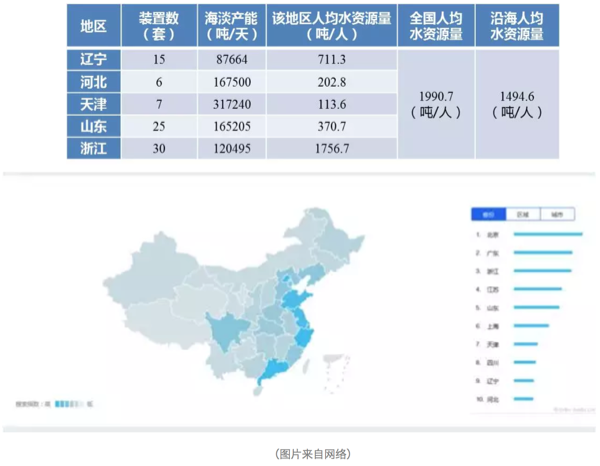 地区 装置数（套） 海淡产能（吨/天） 该地区人均水资源量（吨/人） 全国人均水资源量 沿海人均水资源量
辽宁 15 87664 711.3 1990.7（吨/人） 1494.6（吨/人）
河北 6 167500 202.8
天津 7 317240 113.6
山东 25 165205 370.7
浙江 30 120495 1756.7
省份 区域 城市
1. 北京
2. 广东
3. 浙江
4. 江苏
5. 山东
6. 上海
7. 天津
8. 四川
9. 辽宁
10. 河北
搜索指数：高 低
(图片来自网络)